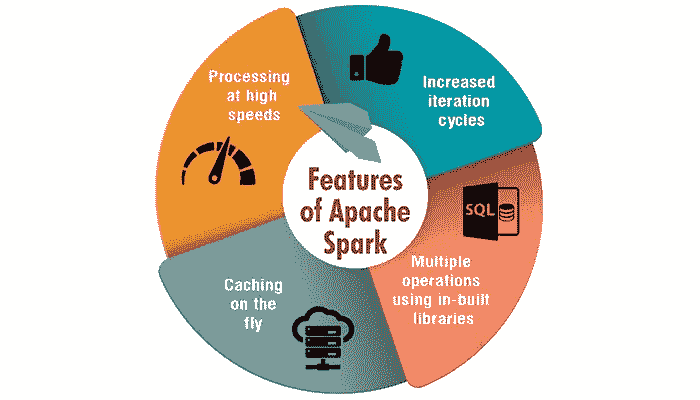 Features
of Apache
Spark
Processing
at high
speeds
Increased
iteration
cycles
SQL
Multiple
operations
using in-built
libraries
Caching
on the
fly